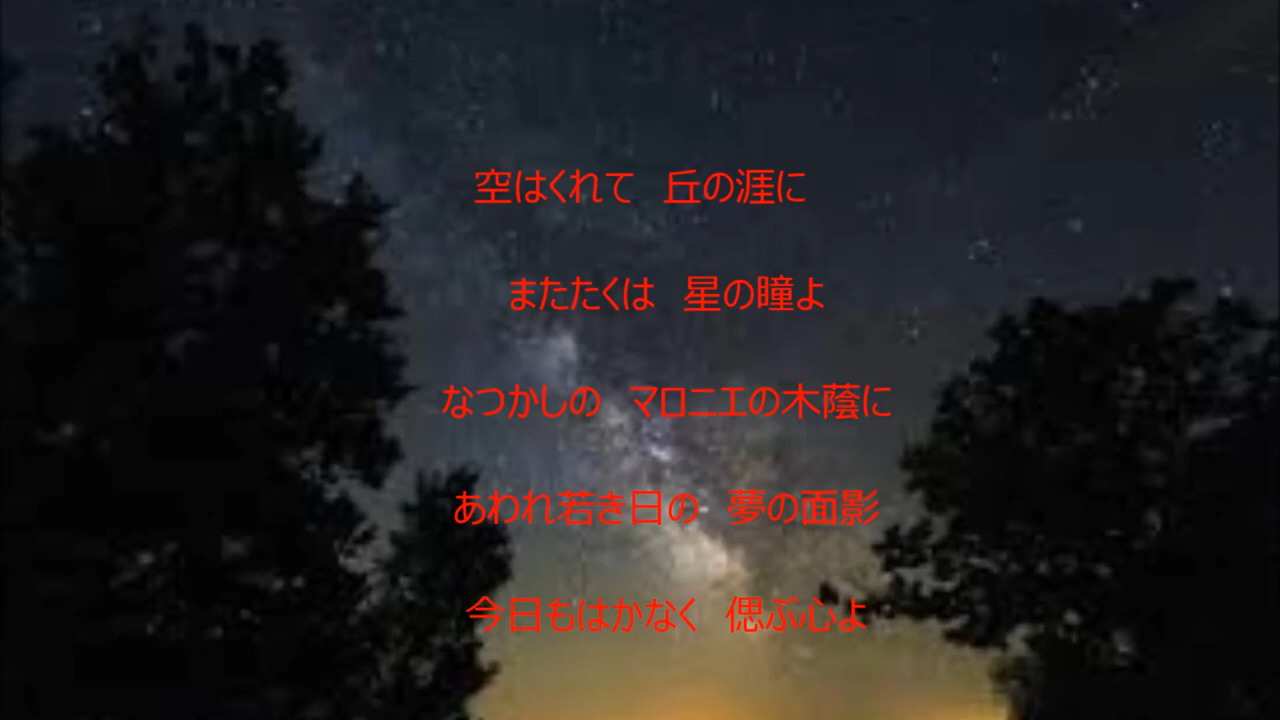 空はくれて　丘の涯に
またたくは　星の瞳よ
なつかしの　マロニエの木蔭に
あわれ若き日の　夢の面影
今日もはかなく　偲ぶ心よ